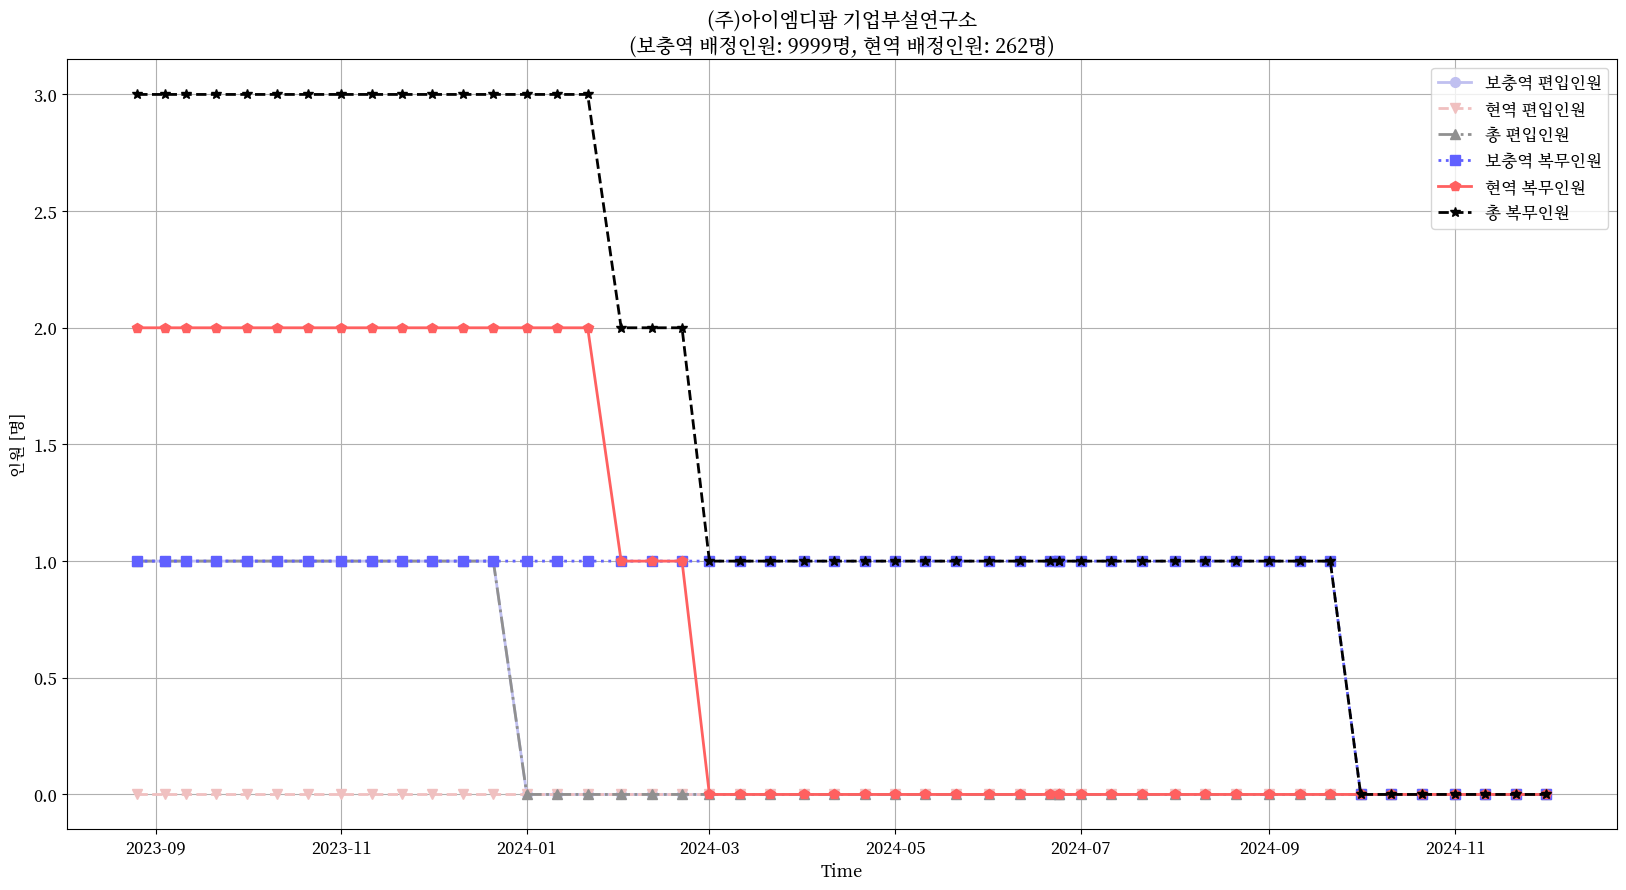 (주)아이엠디팜 기업부설연구소
(보충역 배정인원: 9999명, 현역 배정인원: 262명)
보충역 편입인원
현역 편입인원
총 편입인원
보충역 복무인원
현역 복무인원
총 복무인원
인원 [명]
3.0
2.5
2.0
1.5
1.0
0.5
0.0
2023-09
2023-11
2024-01
2024-03
2024-05
2024-07
2024-09
2024-11
Time